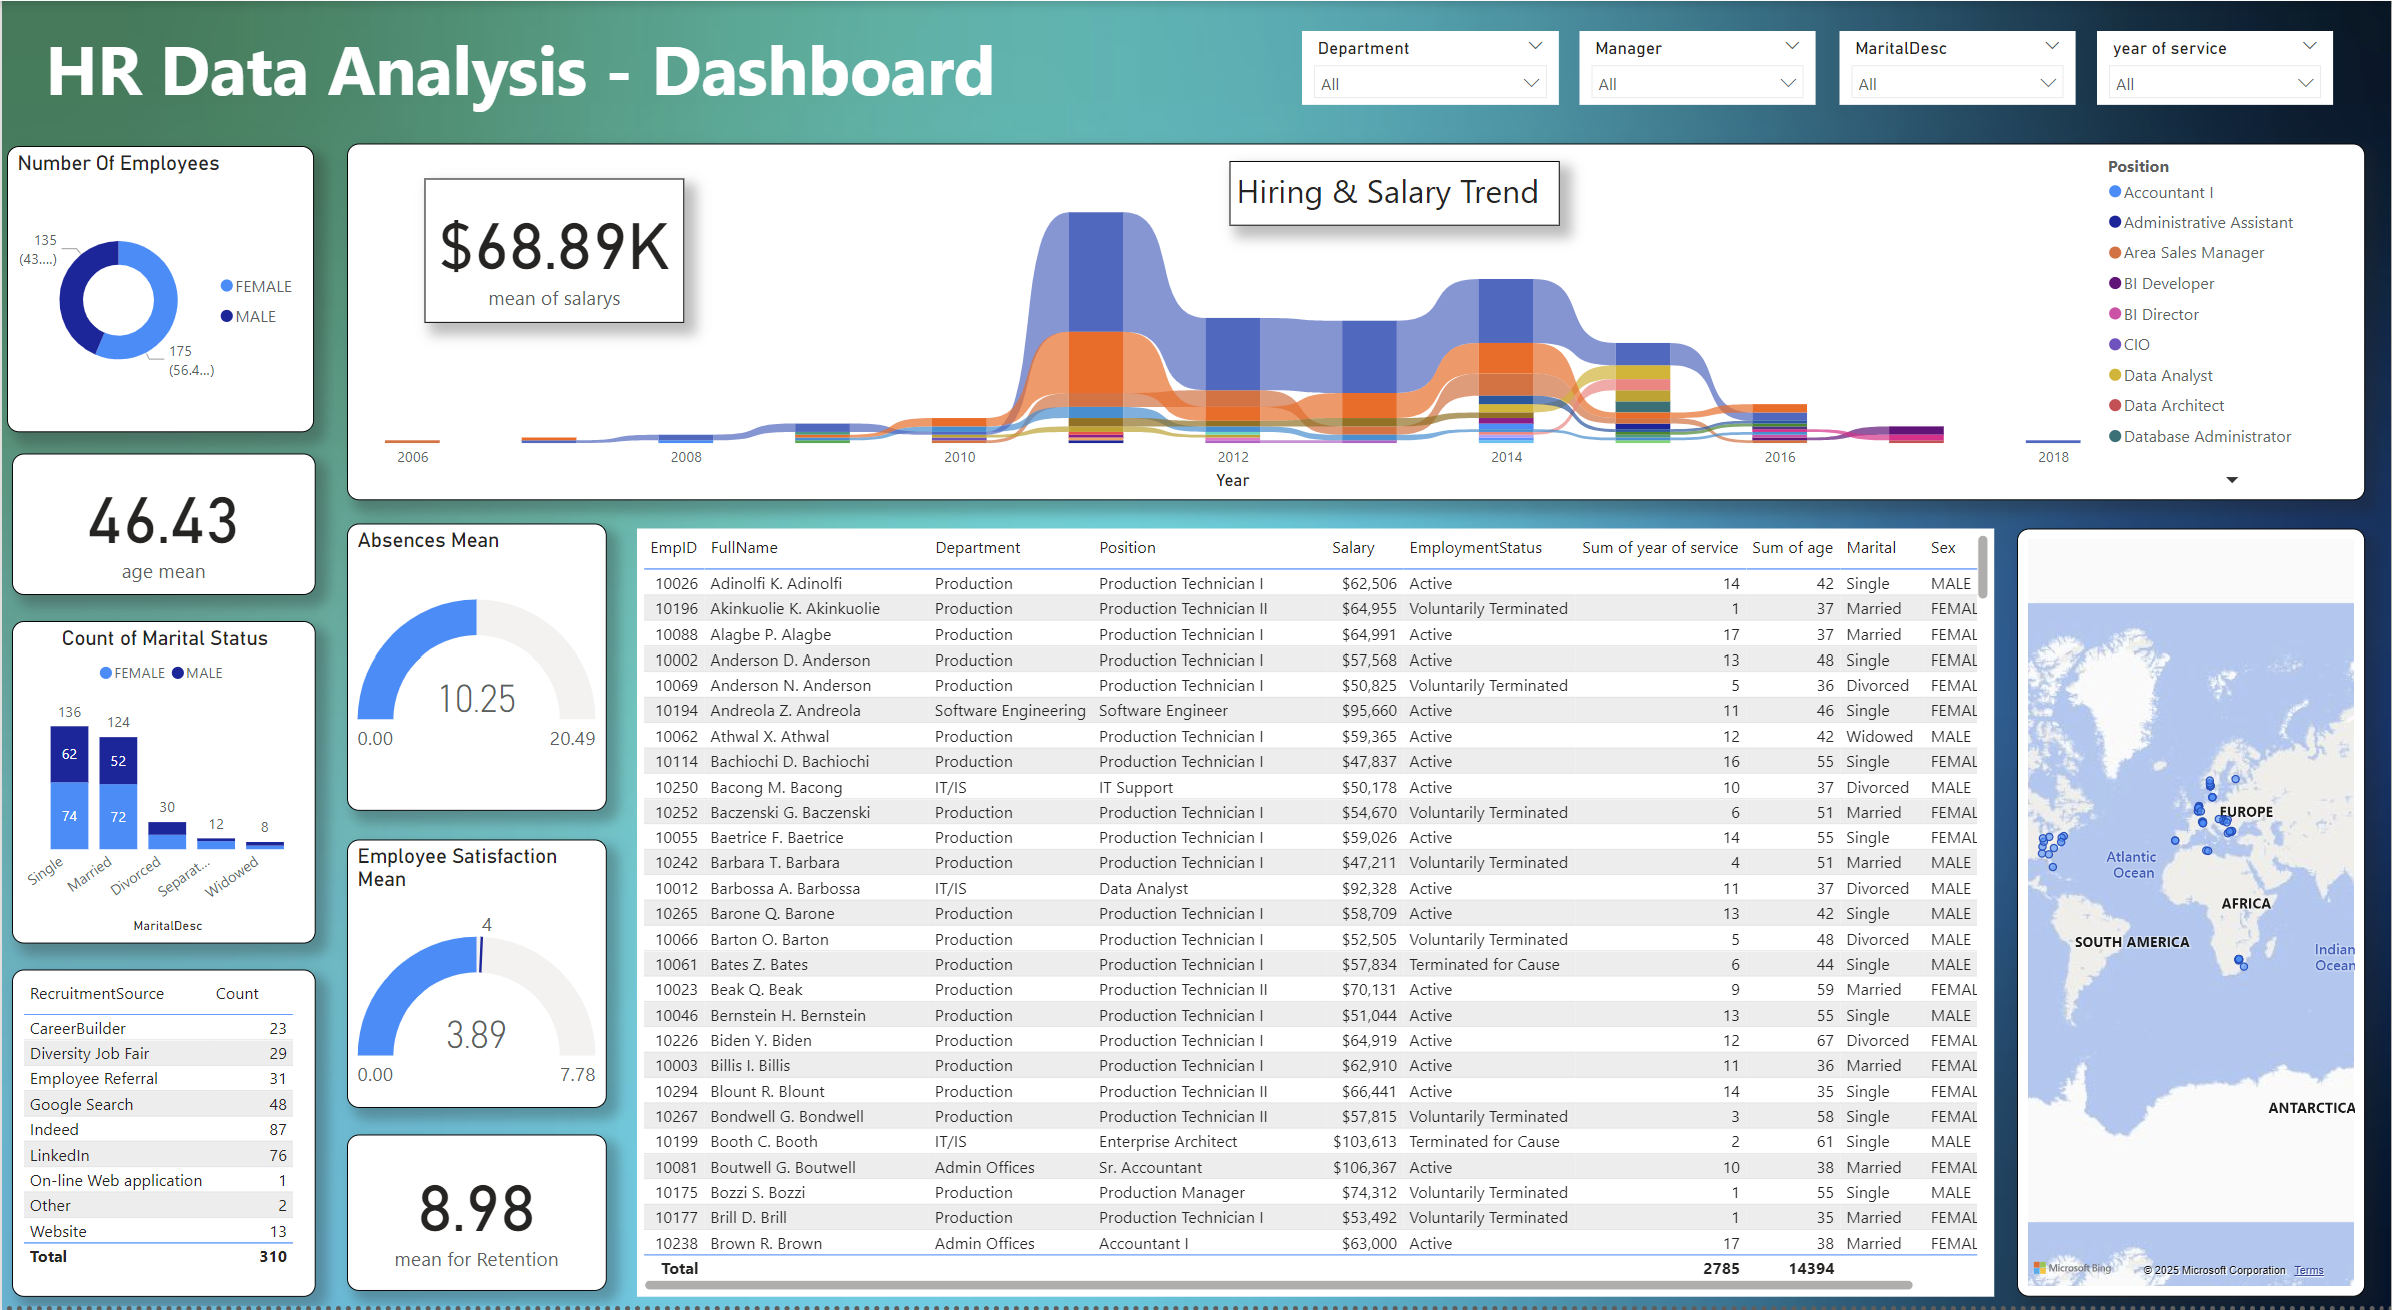 HR Data Analysis - Dashboard
Department
All
Manager
All
MaritalDesc
All
year of service
All
Number Of Employees
135
(43....)
175
(56.4...)
FEMALE
MALE
$68.89K
mean of salarys
Hiring & Salary Trend
2006 2008 2010 2012 2014 2016 2018
Year
Position
Accountant I
Administrative Assistant
Area Sales Manager
BI Developer
BI Director
CIO
Data Analyst
Data Architect
Database Administrator
46.43
age mean
Count of Marital Status
FEMALE MALE
136 124 30 12 8
62 52
74 72
Single Married Divorced Separat... Widowed
MaritalDesc
RecruitmentSource Count
CareerBuilder 23
Diversity Job Fair 29
Employee Referral 31
Google Search 48
Indeed 87
LinkedIn 76
On-line Web application 1
Other 2
Website 13
Total 310
Absences Mean
10.25
0.00 20.49
Employee Satisfaction
Mean
4
3.89
0.00 7.78
8.98
mean for Retention
EmpID FullName Department Position Salary EmploymentStatus Sum of year of service Sum of age Marital Sex
10026 Adinolfi K. Adinolfi Production Production Technician I $62,506 Active 14 42 Single MALE
10196 Akinkuolie K. Akinkuolie Production Production Technician II $64,955 Voluntarily Terminated 1 37 Married FEMAL
10088 Alagbe P. Alagbe Production Production Technician I $64,991 Active 17 37 Married FEMAL
10002 Anderson D. Anderson Production Production Technician I $57,568 Active 13 48 Single FEMAL
10069 Anderson N. Anderson Production Production Technician I $50,825 Voluntarily Terminated 5 36 Divorced FEMAL
10194 Andreola Z. Andreola Software Engineering Software Engineer $95,660 Active 11 46 Single FEMAL
10062 Athwal X. Athwal Production Production Technician I $59,365 Active 12 42 Widowed MALE
10114 Bachiochi D. Bachiochi Production Production Technician I $47,837 Active 16 55 Single FEMAL
10250 Bacong M. Bacong IT/IS IT Support $50,178 Active 10 37 Divorced MALE
10252 Baczenski G. Baczenski Production Production Technician I $54,670 Voluntarily Terminated 6 51 Married FEMAL
10055 Baetrice F. Baetrice Production Production Technician I $59,026 Active 14 55 Single FEMAL
10242 Barbara T. Barbara Production Production Technician I $47,211 Voluntarily Terminated 4 51 Married MALE
10012 Barbossa A. Barbossa IT/IS Data Analyst $92,328 Active 11 37 Divorced MALE
10265 Barone Q. Barone Production Production Technician I $58,709 Active 13 42 Single MALE
10066 Barton O. Barton Production Production Technician I $52,505 Voluntarily Terminated 5 48 Divorced MALE
10061 Bates Z. Bates Production Production Technician I $57,834 Terminated for Cause 6 44 Single MALE
10023 Beak Q. Beak Production Production Technician II $70,131 Active 9 59 Married FEMAL
10046 Bernstein H. Bernstein Production Production Technician I $51,044 Active 13 55 Single MALE
10226 Biden Y. Biden Production Production Technician I $64,919 Active 12 67 Divorced FEMAL
10003 Billis I. Billis Production Production Technician I $62,910 Active 11 36 Married FEMAL
10294 Blount R. Blount Production Production Technician II $66,441 Active 14 35 Single FEMAL
10267 Bondwell G. Bondwell Production Production Technician II $57,815 Voluntarily Terminated 3 58 Single FEMAL
10199 Booth C. Booth IT/IS Enterprise Architect $103,613 Terminated for Cause 2 61 Single MALE
10081 Boutwell G. Boutwell Admin Offices Sr. Accountant $106,367 Active 10 38 Married FEMAL
10175 Bozzi S. Bozzi Production Production Manager $74,312 Voluntarily Terminated 1 55 Single MALE
10177 Brill D. Brill Production Production Technician I $53,492 Voluntarily Terminated 1 35 Married FEMAL
10238 Brown R. Brown Admin Offices Accountant I $63,000 Active 17 38 Married FEMAL
Total 2785 14394
EUROPE
Atlantic
Ocean
AFRICA
SOUTH AMERICA
Indian
Ocean
ANTARCTICA
Microsoft Bing
© 2025 Microsoft Corporation Terms